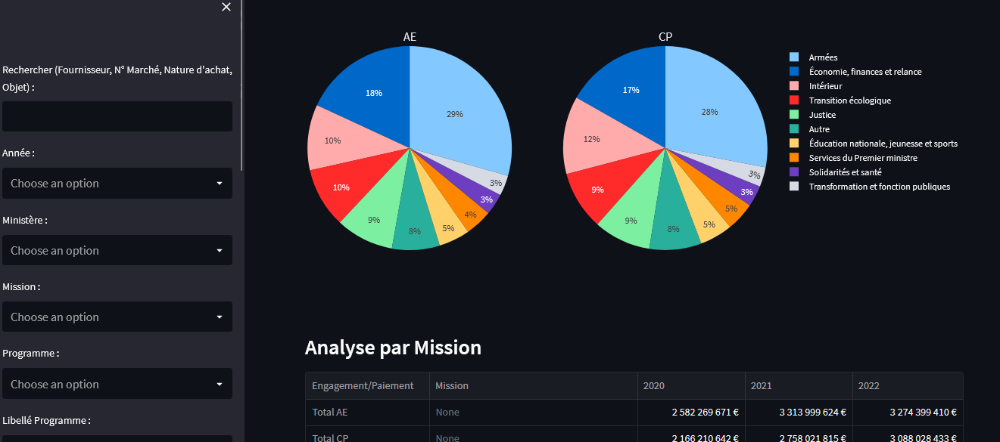 Rechercher (Fournisseur, N° Marché, Nature d'achat,
Objet) :
Année :
Choose an option
Ministère :
Choose an option
Mission :
Choose an option
Programme :
Choose an option
Libellé Programme :
AE
29%
3%
3%
4%
5%
8%
9%
10%
10%
18%
CP
28%
3%
3%
5%
5%
8%
9%
9%
12%
17%
Armées
Économie, finances et relance
Intérieur
Transition écologique
Justice
Autre
Éducation nationale, jeunesse et sports
Services du Premier ministre
Solidarités et santé
Transformation et fonction publiques
Analyse par Mission
Engagement/Paiement Mission 2020 2021 2022
Total AE None 2 582 269 671 € 3 313 999 624 € 3 274 399 410 €
Total CP None 2 166 210 642 € 2 758 021 815 € 3 088 028 433 €